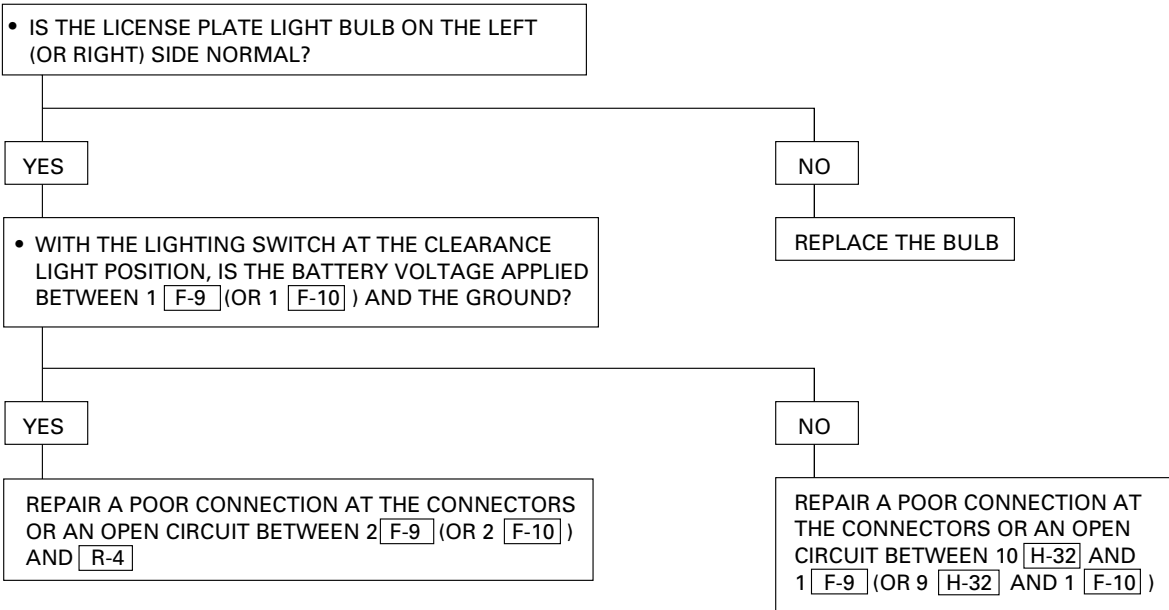 • IS THE LICENSE PLATE LIGHT BULB ON THE LEFT
(OR RIGHT) SIDE NORMAL?
YES
NO
• WITH THE LIGHTING SWITCH AT THE CLEARANCE
LIGHT POSITION, IS THE BATTERY VOLTAGE APPLIED
BETWEEN 1 F-9 (OR 1 F-10 ) AND THE GROUND?
REPLACE THE BULB
YES
NO
REPAIR A POOR CONNECTION AT THE CONNECTORS
OR AN OPEN CIRCUIT BETWEEN 2 F-9 (OR 2 F-10 )
AND R-4
REPAIR A POOR CONNECTION AT
THE CONNECTORS OR AN OPEN
CIRCUIT BETWEEN 10 H-32 AND
1 F-9 (OR 9 H-32 AND 1 F-10 )